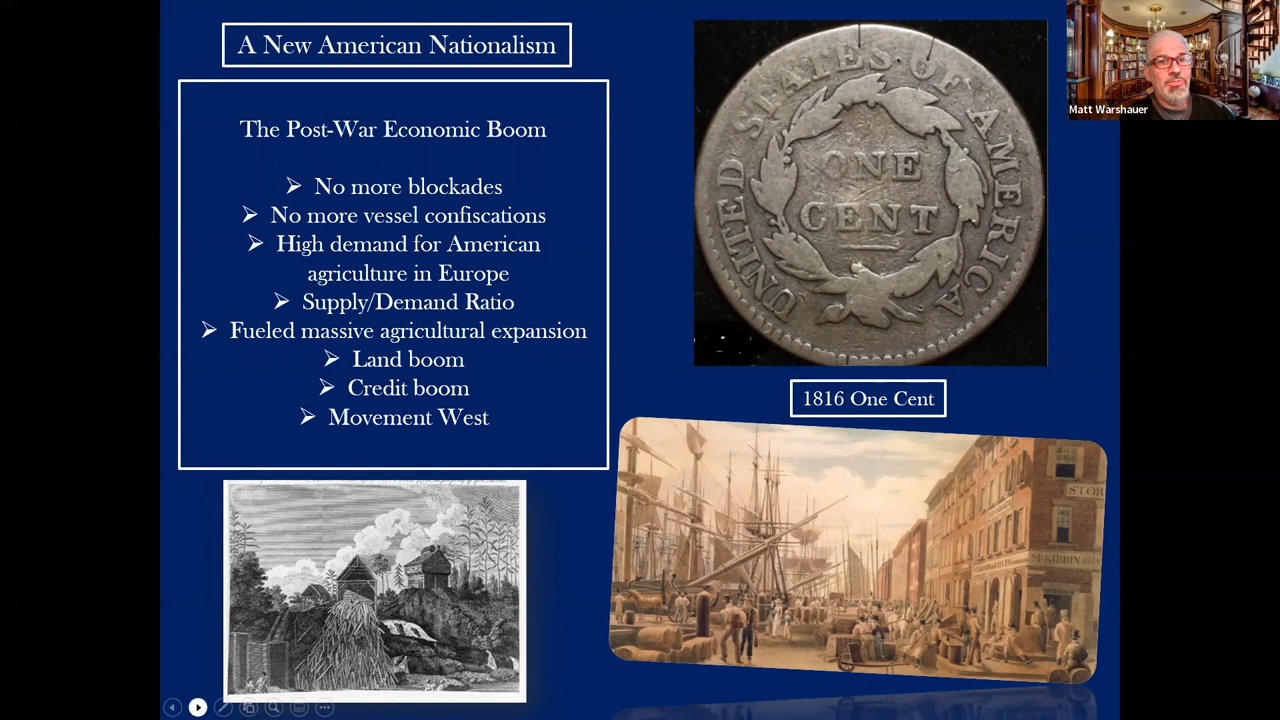 A New American Nationalism
The Post-War Economic Boom
➢ No more blockades
➢ No more vessel confiscations
➢ High demand for American
agriculture in Europe
➢ Supply/Demand Ratio
➢ Fueled massive agricultural expansion
➢ Land boom
➢ Credit boom
➢ Movement West
UNITED STATES OF AMERICA
ONE
CENT
1816 One Cent
STOR
Matt Warshauer